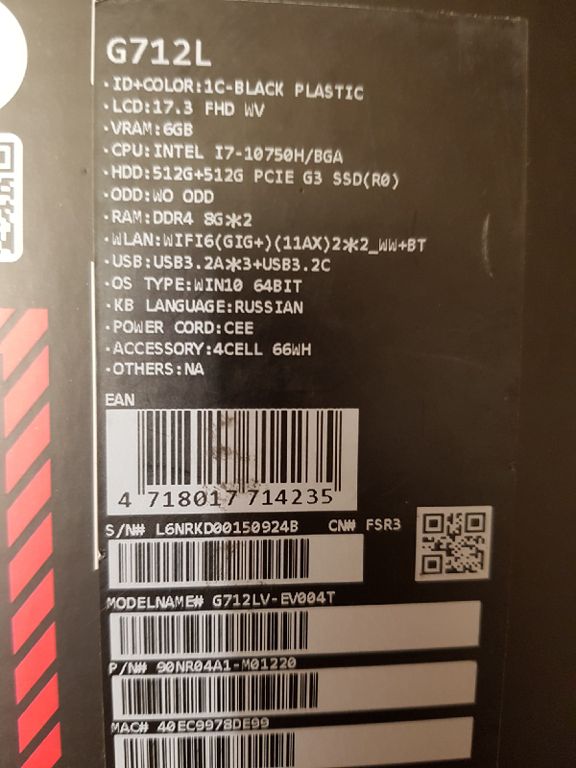 G712L
·ID+COLOR:1C-BLACK PLASTIC
·LCD:17.3 FHD WV
·VRAM:6GB
·CPU:INTEL I7-10750H/BGA
·HDD:512G+512G PCIE G3 SSD(R0)
·ODD:WO ODD
·RAM:DDR4 8G*2
·WLAN:WIFI6(GIG+)(11AX)2*2_WW+BT
·USB:USB3.2A*3+USB3.2C
·OS TYPE:WIN10 64BIT
·KB LANGUAGE:RUSSIAN
·POWER CORD:CEE
·ACCESSORY:4CELL 66WH
·OTHERS:NA
EAN
4 718017 714235
S/N# L6NRKD00150924B CN# FSR3
MODELNAME# G712LV-EV004T
P/N# 90NR04A1-M01220
MAC# 40EC9978DE99